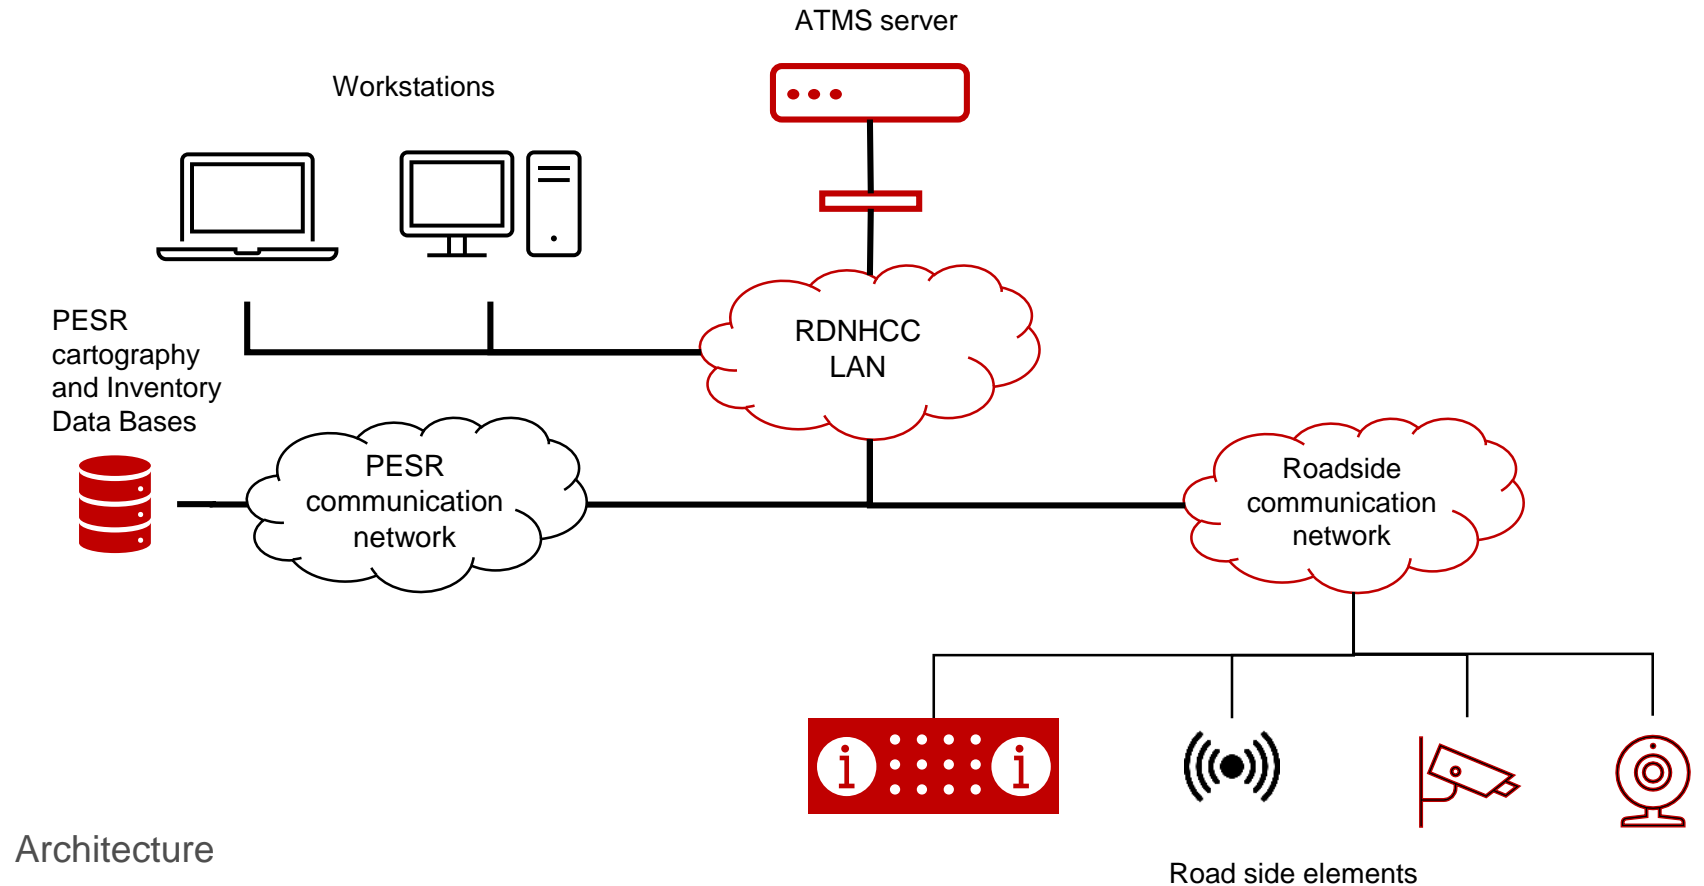 ATMS server
Workstations
PESR
cartography
and Inventory
Data Bases
RDNHCC
LAN
PESR
communication
network
Roadside
communication
network
i
i
Architecture
Road side elements